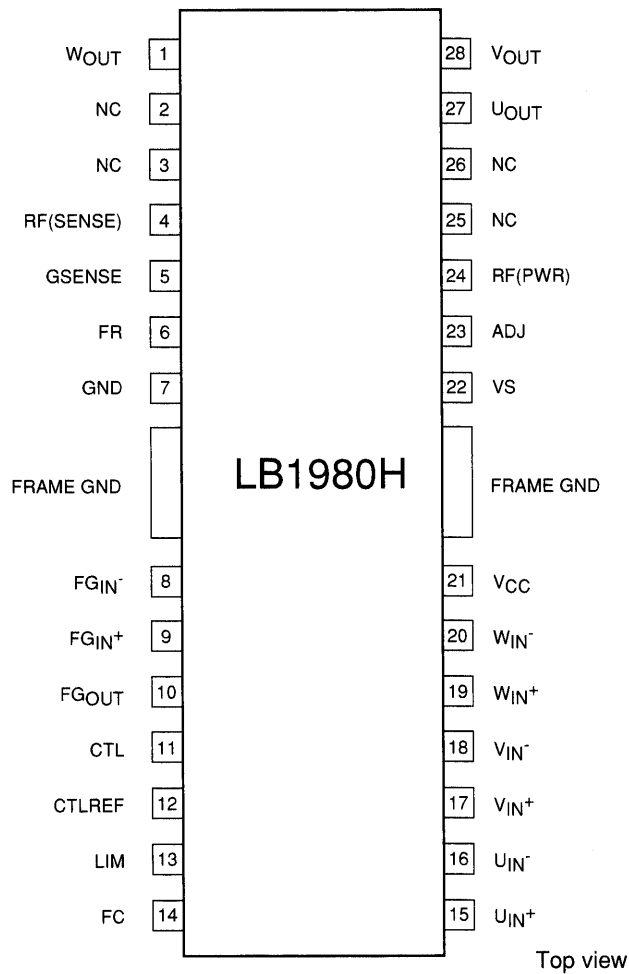 WOUT 1 28 VOUT
NC 2 27 UOUT
NC 3 26 NC
RF(SENSE) 4 25 NC
GSENSE 5 24 RF(PWR)
FR 6 23 ADJ
GND 7 22 VS
FRAME GND LB1980H FRAME GND
FGIN- 8 21 VCC
FGIN+ 9 20 WIN-
FGOUT 10 19 WIN+
CTL 11 18 VIN-
CTLREF 12 17 VIN+
LIM 13 16 UIN-
FC 14 15 UIN+
Top view